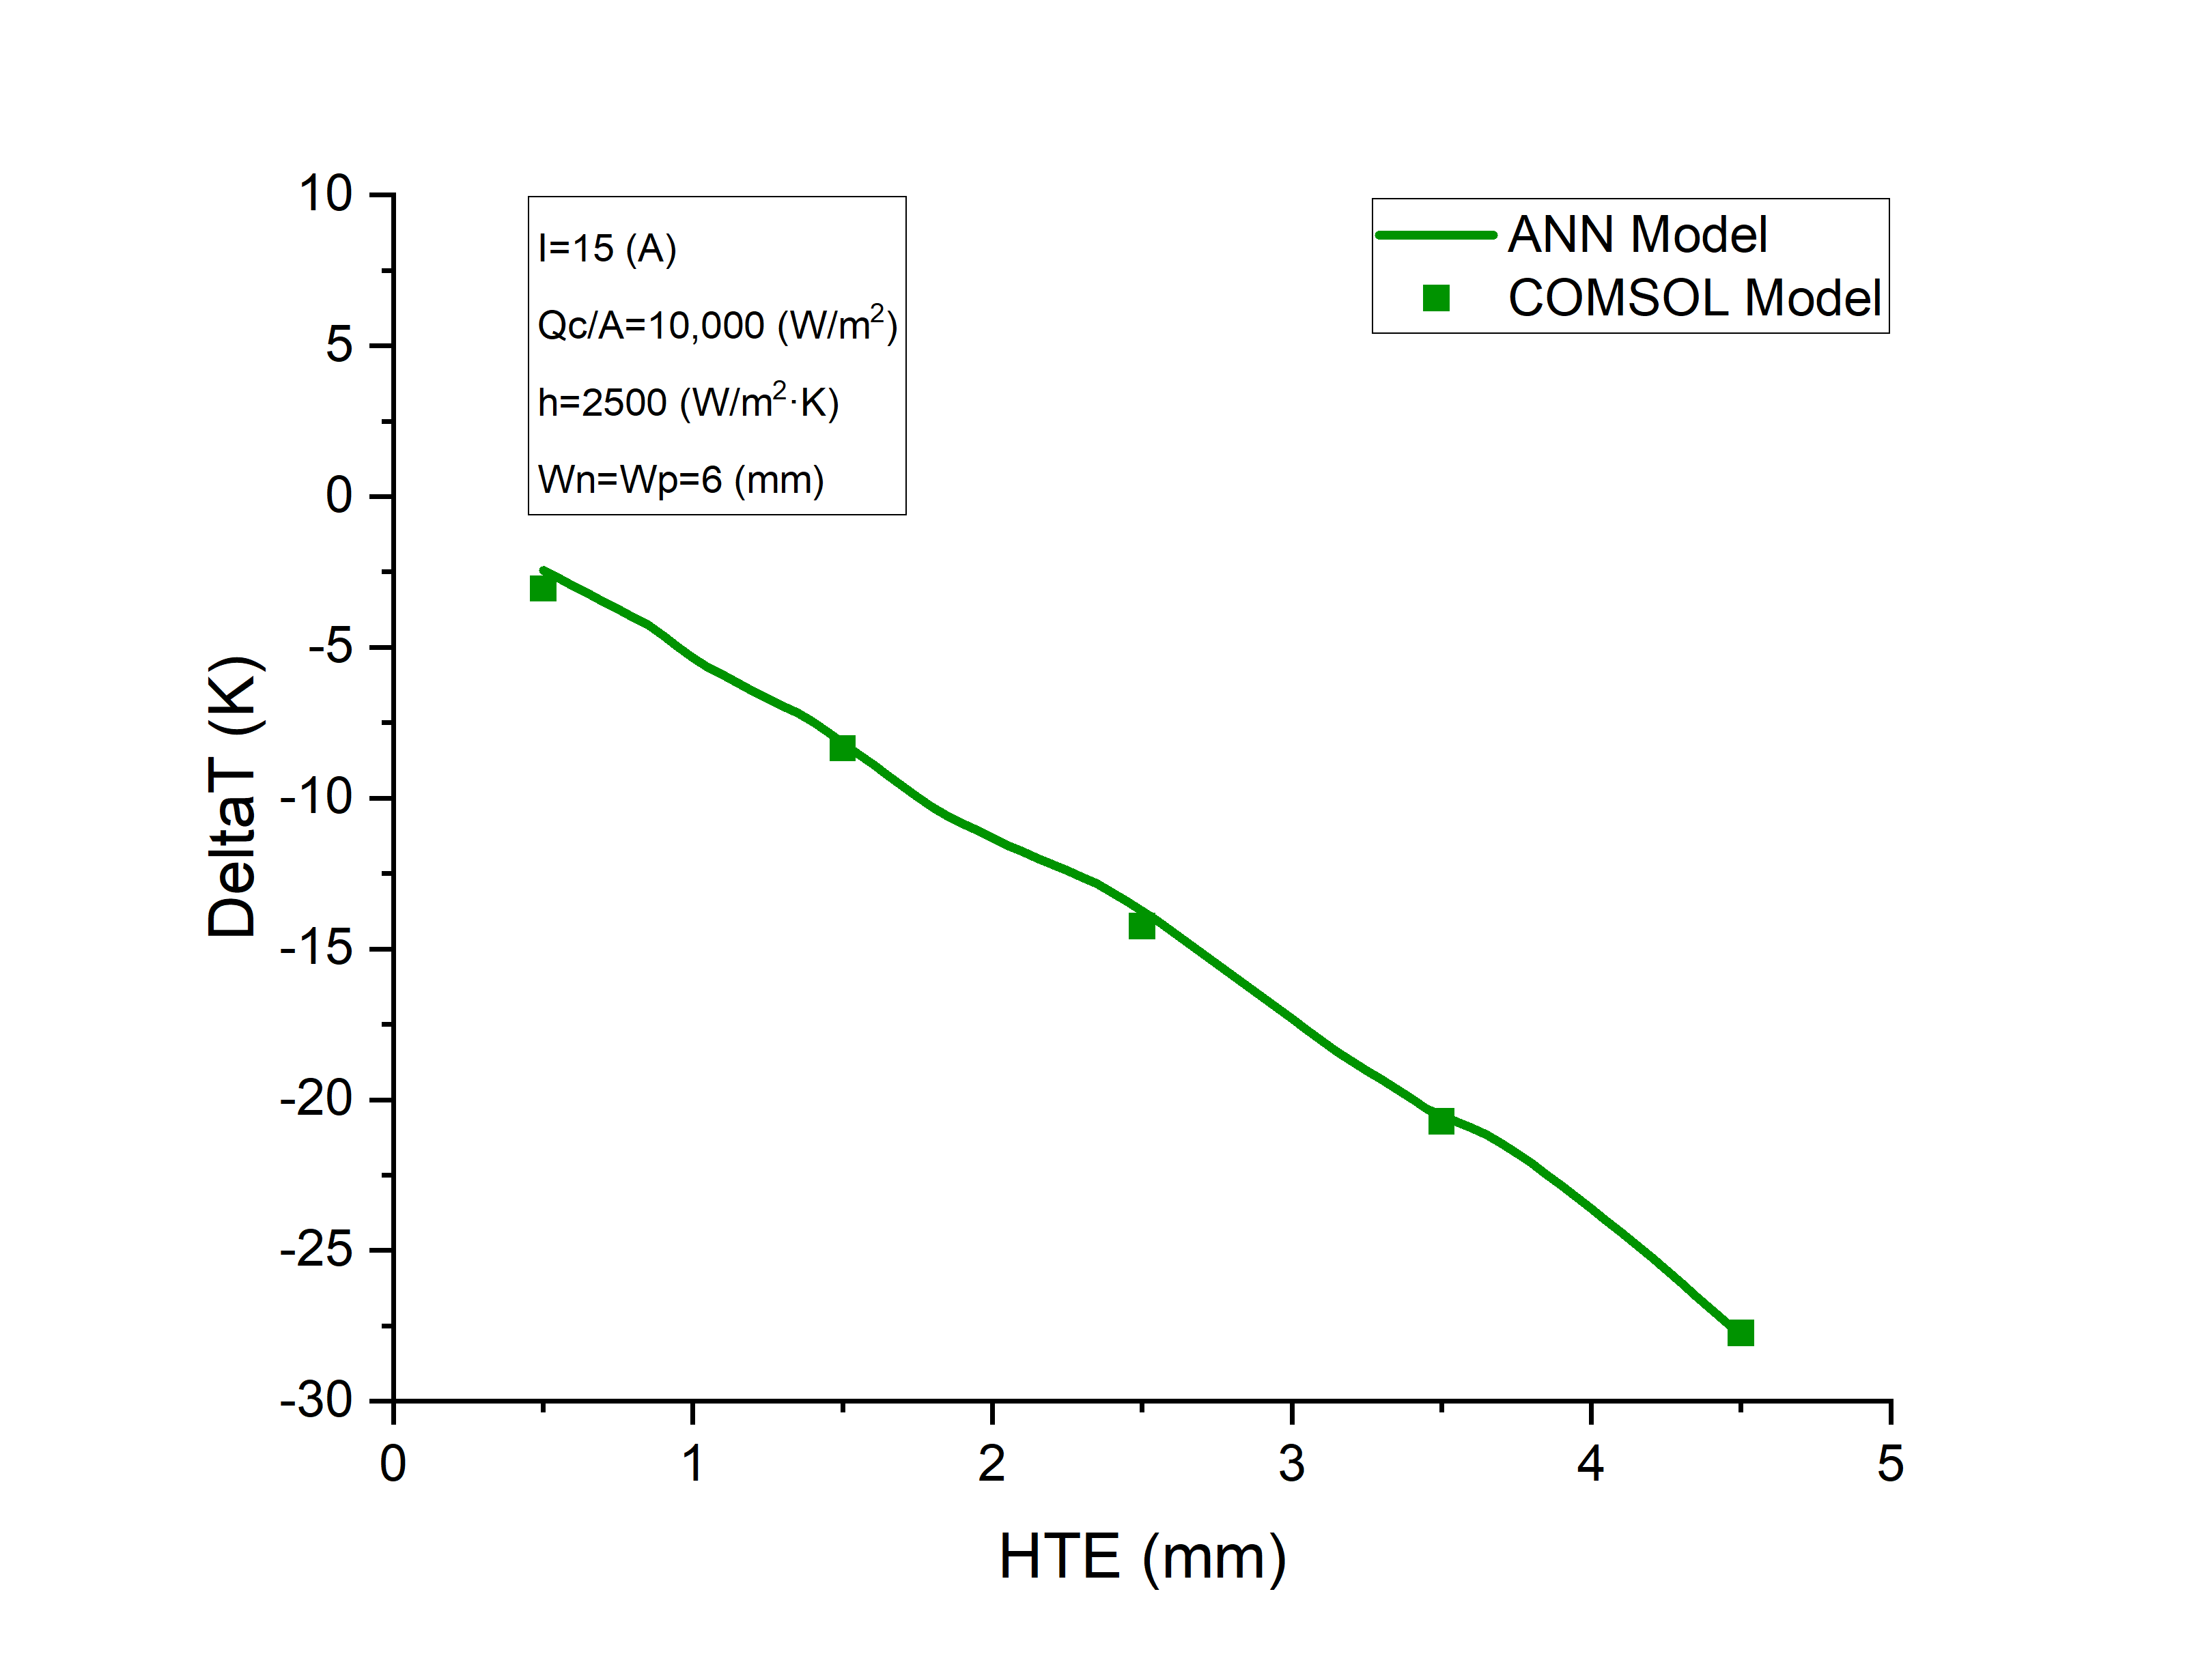 10
5
0
-5
-10
-15
-20
-25
-30
DeltaT (K)
I=15 (A)
Qc/A=10,000 (W/m²)
h=2500 (W/m²·K)
Wn=Wp=6 (mm)
ANN Model
COMSOL Model
0 1 2 3 4 5
HTE (mm)